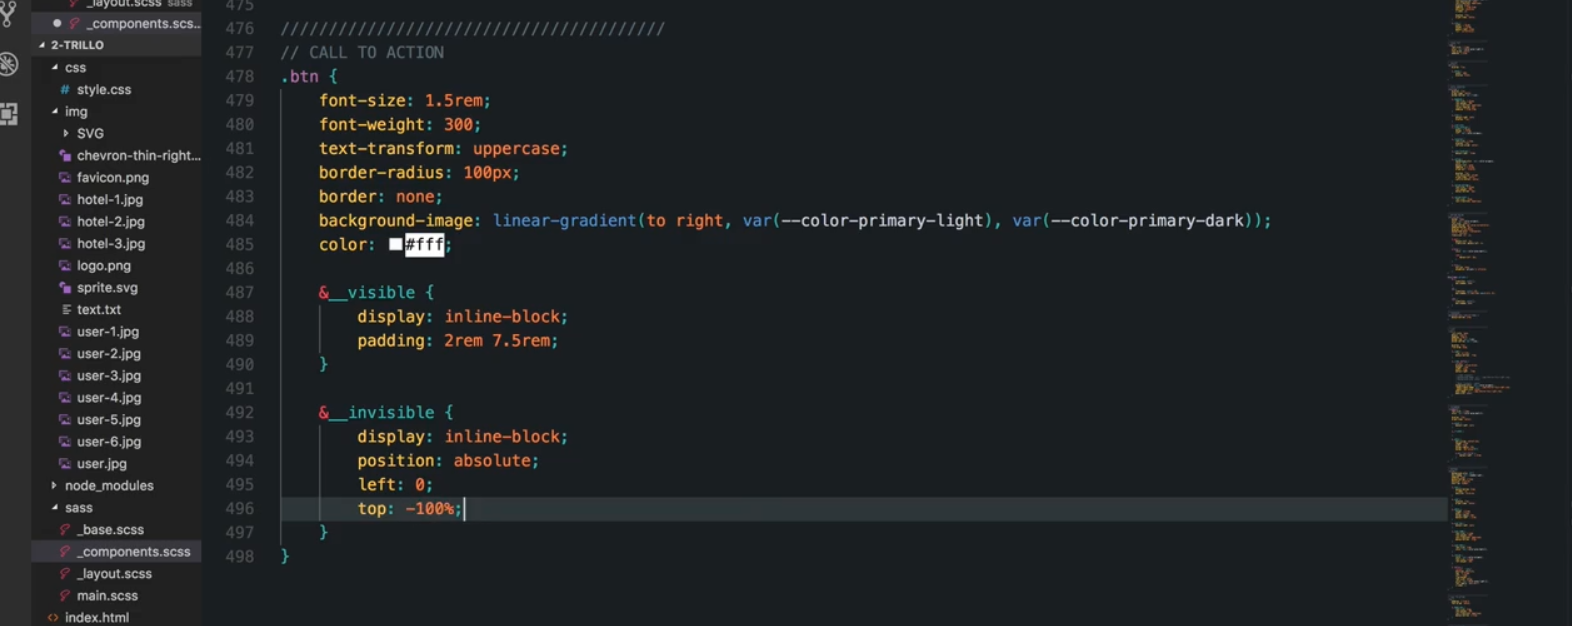 _layout.scss sass
_components.scs...
2-TRILLO
css
# style.css
img
SVG
chevron-thin-right...
favicon.png
hotel-1.jpg
hotel-2.jpg
hotel-3.jpg
logo.png
sprite.svg
text.txt
user-1.jpg
user-2.jpg
user-3.jpg
user-4.jpg
user-5.jpg
user-6.jpg
user.jpg
node_modules
sass
_base.scss
_components.scss
_layout.scss
main.scss
<> index.html
475
476 ////////////////////////////////////////
477 // CALL TO ACTION
478 .btn {
479 font-size: 1.5rem;
480 font-weight: 300;
481 text-transform: uppercase;
482 border-radius: 100px;
483 border: none;
484 background-image: linear-gradient(to right, var(--color-primary-light), var(--color-primary-dark));
485 color: #fff;
486
487 &__visible {
488 display: inline-block;
489 padding: 2rem 7.5rem;
490 }
491
492 &__invisible {
493 display: inline-block;
494 position: absolute;
495 left: 0;
496 top: -100%;
497 }
498 }